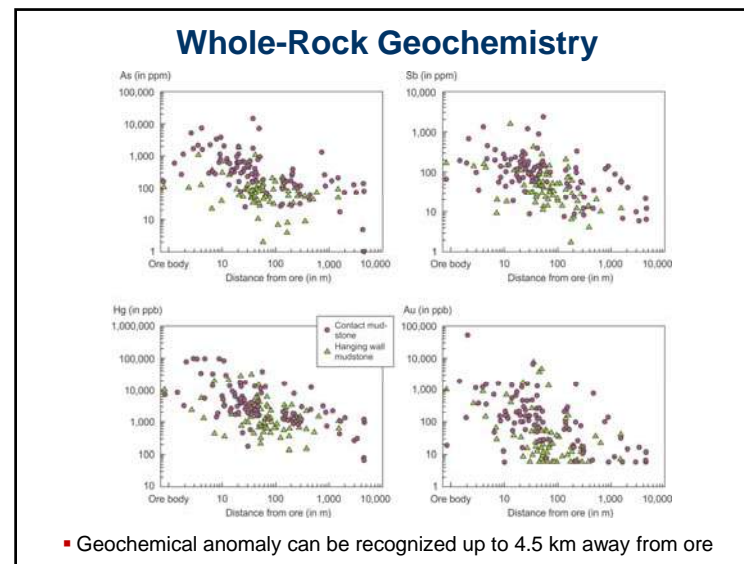 Whole-Rock Geochemistry
As (in ppm)
100,000
10,000
1,000
100
10
1
Ore body 10 100 1,000 10,000
Distance from ore (in m)
Sb (in ppm)
10,000
1,000
100
10
1
Ore body 10 100 1,000 10,000
Distance from ore (in m)
Hg (in ppb)
1,000,000
100,000
10,000
1,000
100
10
Ore body 10 100 1,000 10,000
Distance from ore (in m)
Contact mud-
stone
Hanging wall
mudstone
Au (in ppb)
100,000
10,000
1,000
100
10
1
Ore body 10 100 1,000 10,000
Distance from ore (in m)
▪ Geochemical anomaly can be recognized up to 4.5 km away from ore